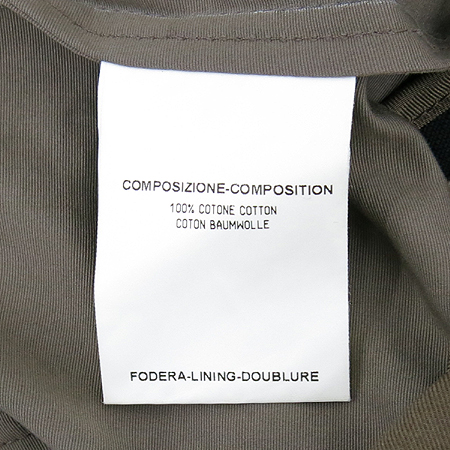 COMPOSIZIONE-COMPOSITION
100% COTONE COTTON
COTON BAUMWOLLE
FODERA-LINING-DOUBLURE